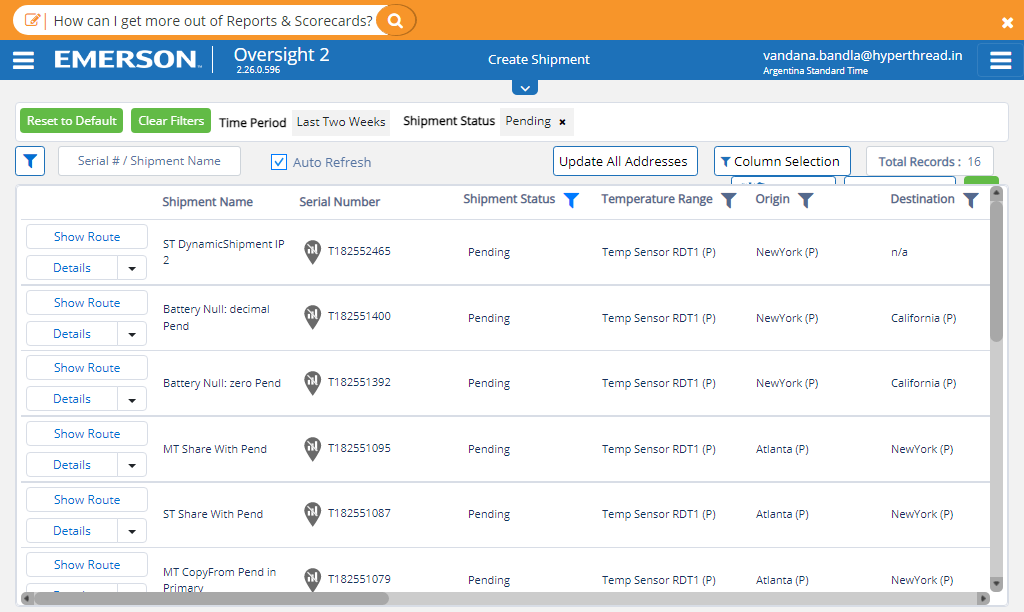 How can I get more out of Reports & Scorecards?
EMERSON
Oversight 2
2.26.0.596
Create Shipment
vandana.bandla@hyperthread.in
Argentina Standard Time
Reset to Default
Clear Filters
Time Period
Last Two Weeks
Shipment Status
Pending ×
Serial # / Shipment Name
Auto Refresh
Update All Addresses
Column Selection
Total Records : 16
Shipment Name
Serial Number
Shipment Status
Temperature Range
Origin
Destination
Show Route
Details
ST DynamicShipment IP
2
T182552465
Pending
Temp Sensor RDT1 (P)
NewYork (P)
n/a
Show Route
Details
Battery Null: decimal
Pend
T182551400
Pending
Temp Sensor RDT1 (P)
NewYork (P)
California (P)
Show Route
Details
Battery Null: zero Pend
T182551392
Pending
Temp Sensor RDT1 (P)
NewYork (P)
California (P)
Show Route
Details
MT Share With Pend
T182551095
Pending
Temp Sensor RDT1 (P)
Atlanta (P)
NewYork (P)
Show Route
Details
ST Share With Pend
T182551087
Pending
Temp Sensor RDT1 (P)
Atlanta (P)
NewYork (P)
Show Route
MT CopyFrom Pend in
Primary
T182551079
Pending
Temp Sensor RDT1 (P)
Atlanta (P)
NewYork (P)